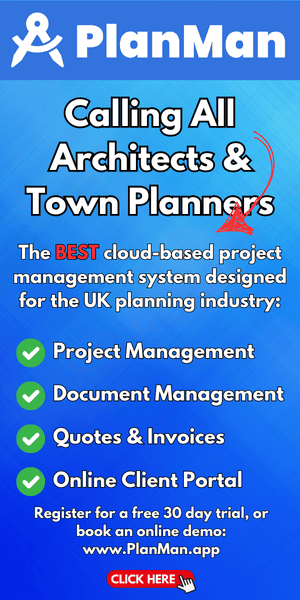 PlanMan
Calling All
Architects &
Town Planners
The BEST cloud-based project
management system designed
for the UK planning industry:
Project Management
Document Management
Quotes & Invoices
Online Client Portal
Register for a free 30 day trial, or
book an online demo:
www.PlanMan.app
CLICK HERE